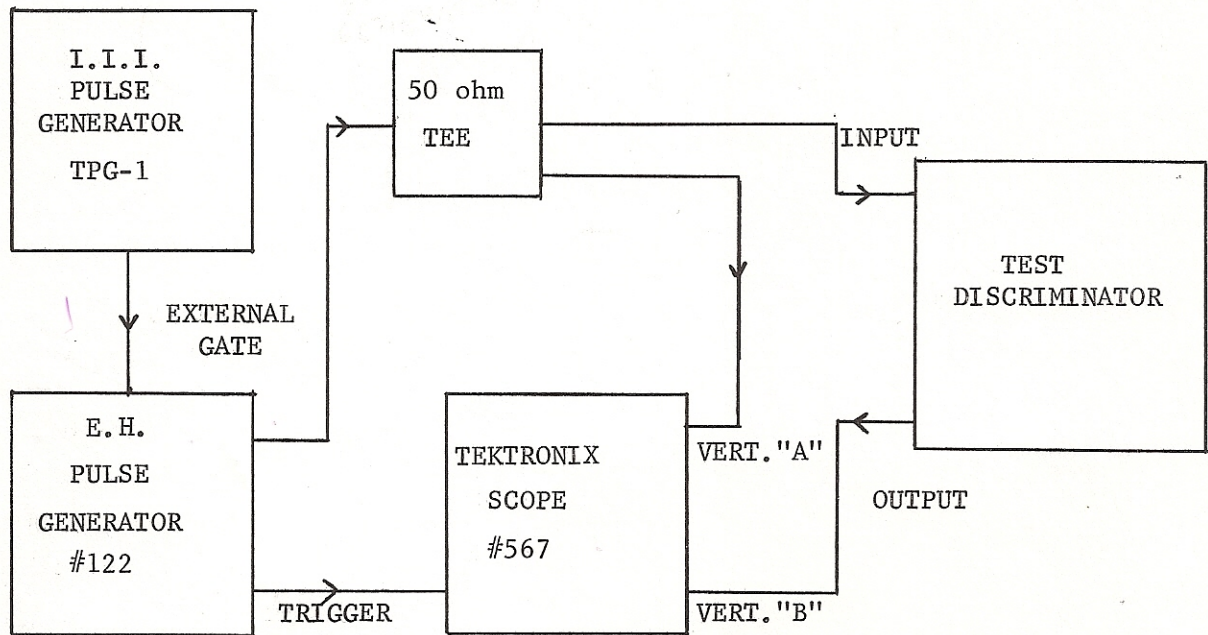 I.I.I.
PULSE
GENERATOR
TPG-1
50 ohm
TEE
INPUT
TEST
DISCRIMINATOR
EXTERNAL
GATE
E.H.
PULSE
GENERATOR
#122
TEKTRONIX
SCOPE
#567
VERT."A"
OUTPUT
TRIGGER
VERT."B"